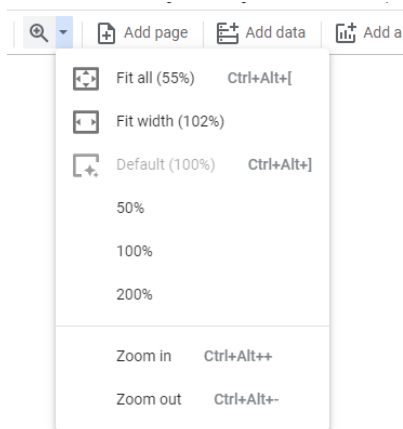 Add page Add data Add a
Fit all (55%) Ctrl+Alt+[
Fit width (102%)
Default (100%) Ctrl+Alt+]
50%
100%
200%
Zoom in Ctrl+Alt++
Zoom out Ctrl+Alt+-